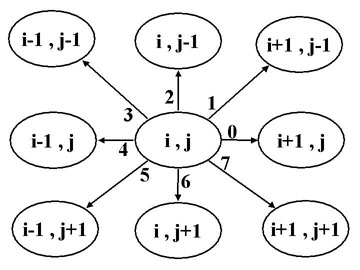 i-1 , j-1 i , j-1 i+1 , j-1
3 2 1
i-1 , j 4 i , j 0 i+1 , j
5 6 7
i-1 , j+1 i , j+1 i+1 , j+1